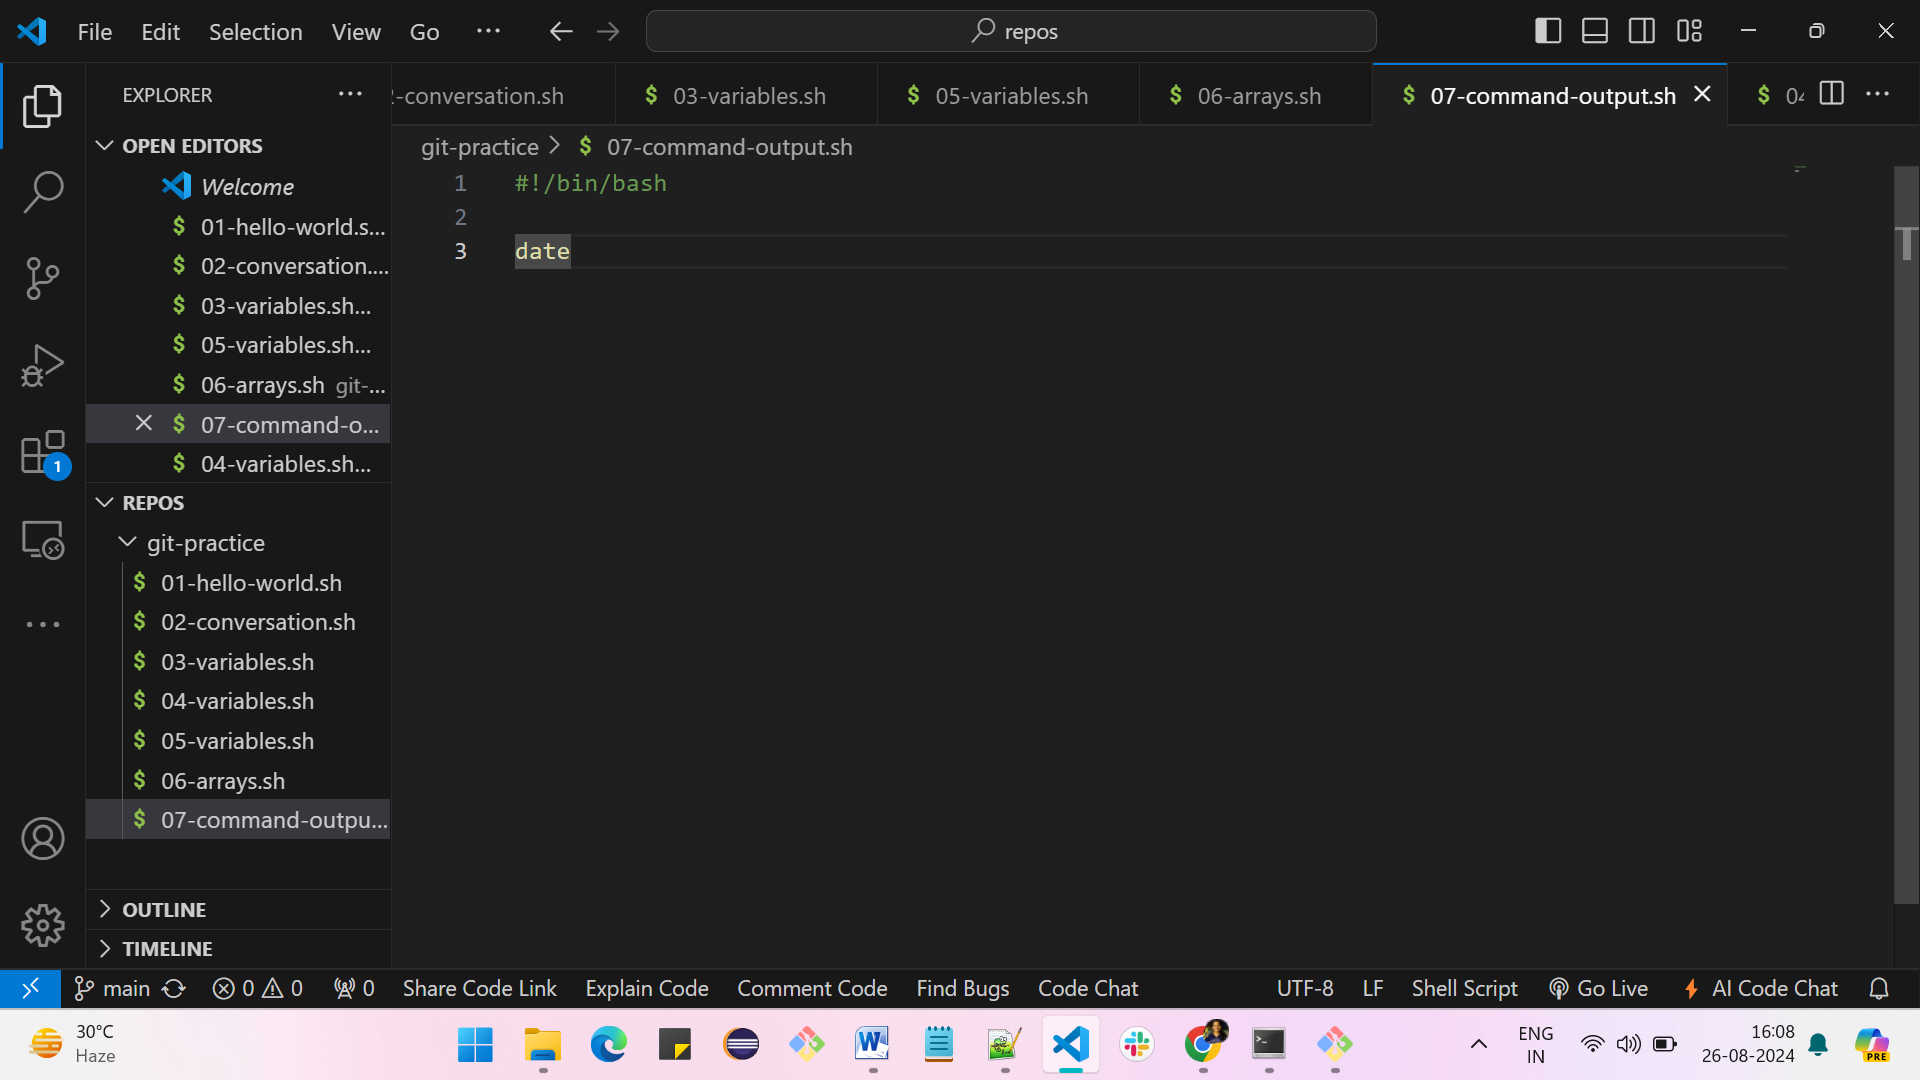 File Edit Selection View Go ··· repos
EXPLORER ···
-conversation.sh
$ 03-variables.sh
$ 05-variables.sh
$ 06-arrays.sh
$ 07-command-output.sh
$
OPEN EDITORS
Welcome
$ 01-hello-world.s...
$ 02-conversation....
$ 03-variables.sh...
$ 05-variables.sh...
$ 06-arrays.sh git-...
$ 07-command-o...
$ 04-variables.sh...
REPOS
git-practice
$ 01-hello-world.sh
$ 02-conversation.sh
$ 03-variables.sh
$ 04-variables.sh
$ 05-variables.sh
$ 06-arrays.sh
$ 07-command-outpu...
OUTLINE
TIMELINE
1
git-practice > $ 07-command-output.sh
1 #!/bin/bash
2
3 date
main 0 0 0 Share Code Link Explain Code Comment Code Find Bugs Code Chat UTF-8 LF Shell Script Go Live AI Code Chat
30°C
Haze
ENG
IN
16:08
26-08-2024
PRE